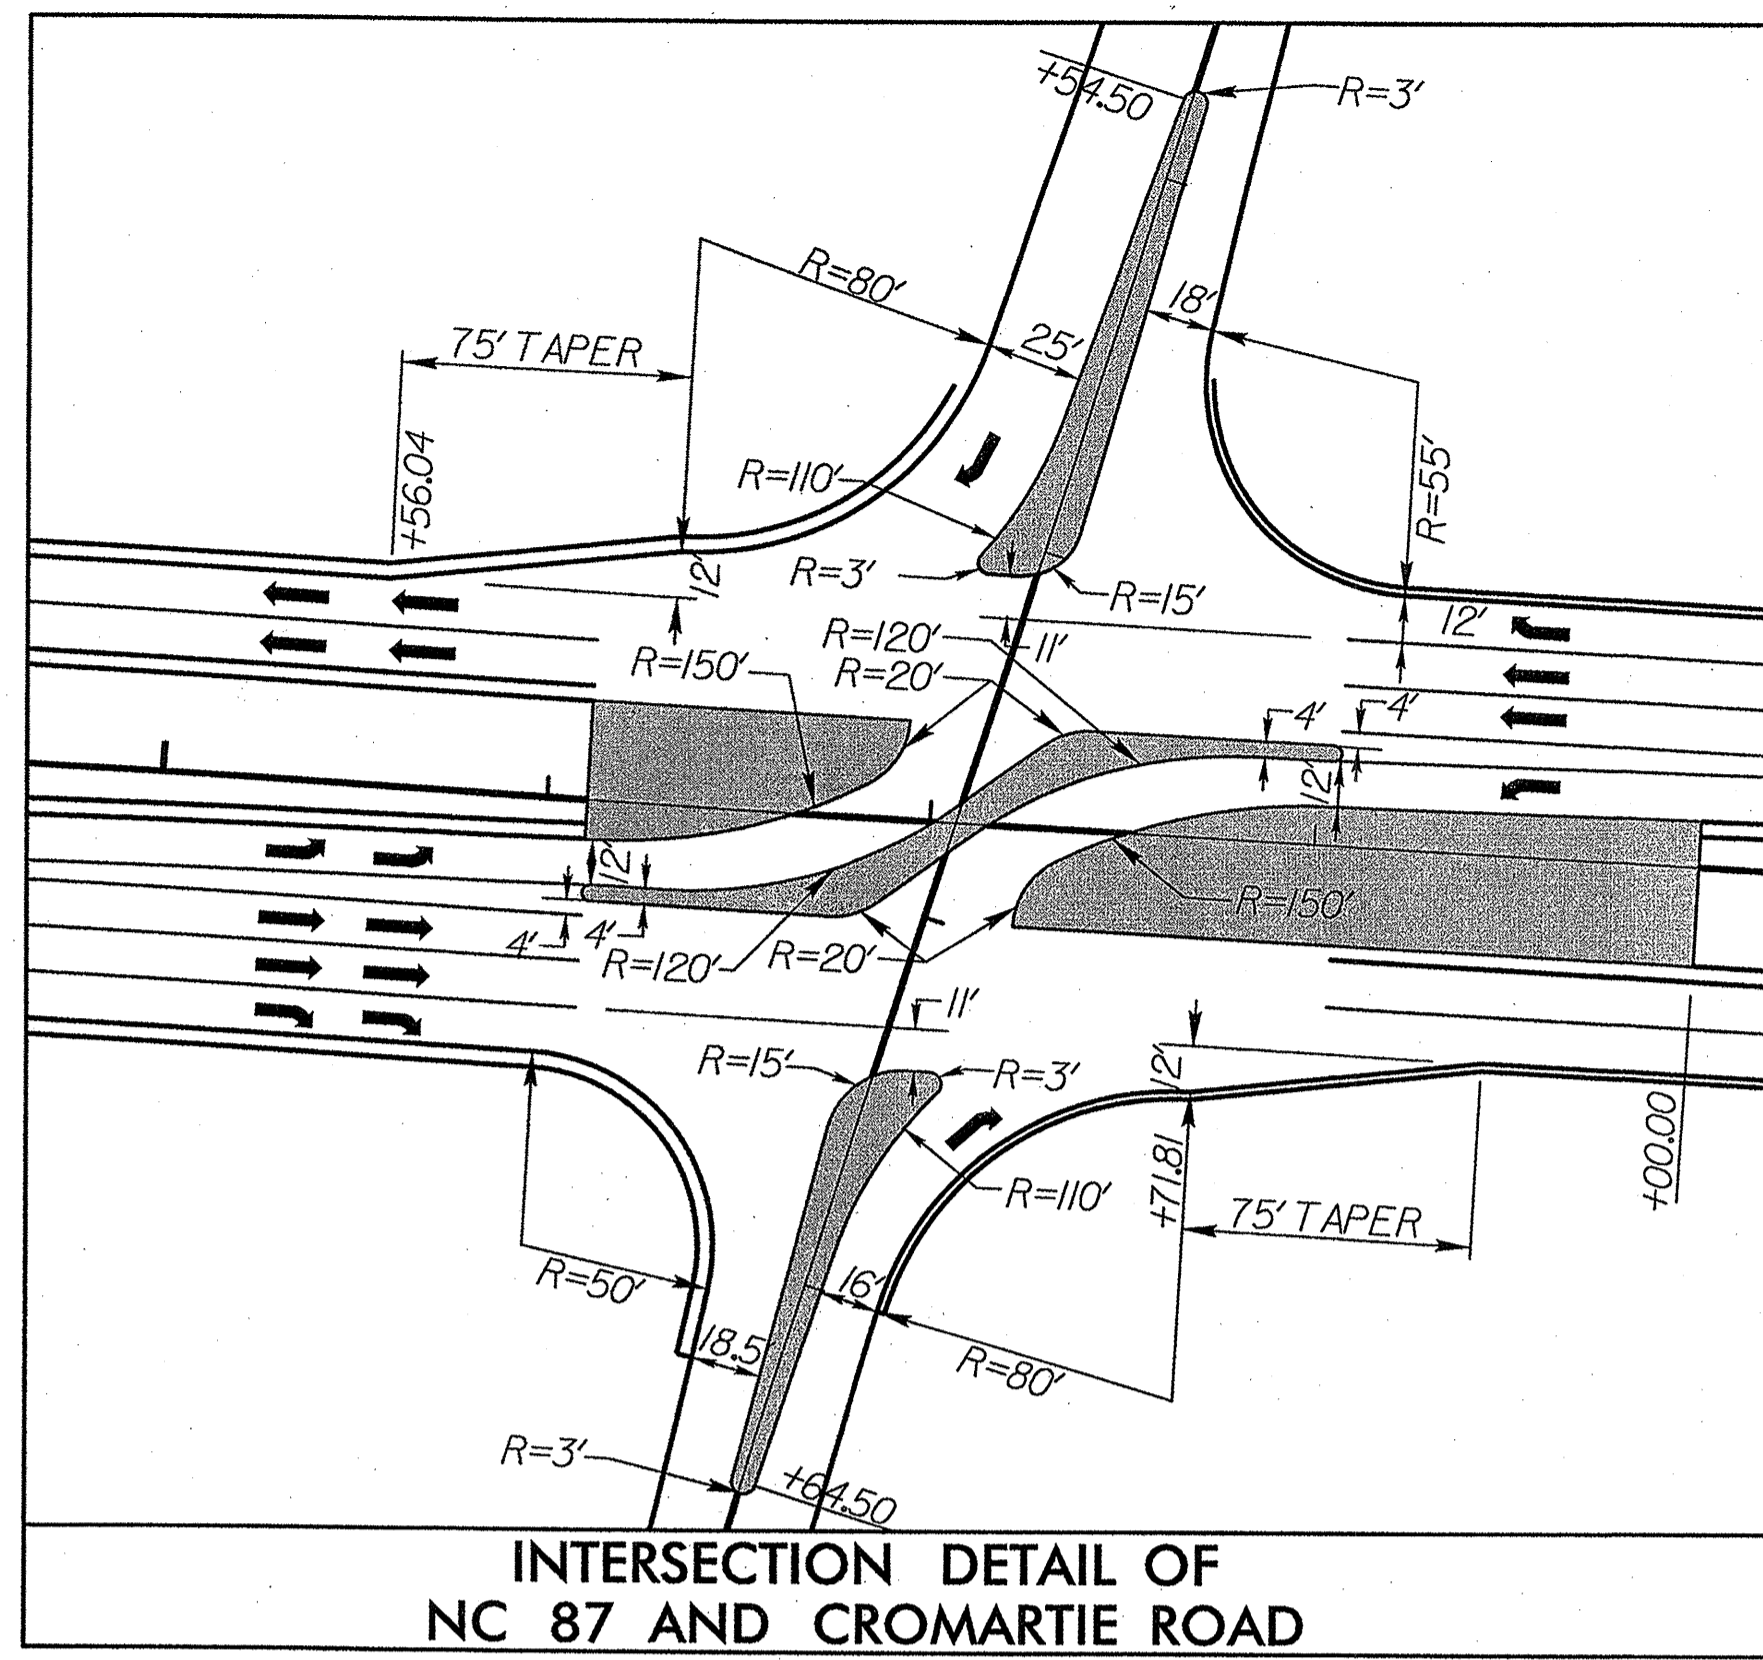 +54.50
R=3'
R=80'
18'
25'
75' TAPER
+56.04
R=55'
R=110'
R=3'
12'
R=15'
12'
R=120'
11'
R=150'
R=20'
4'
4'
12'
12'
R=150'
4'
4'
R=120'
R=20'
11'
R=15'
R=3'
12'
+00.00
+71.81
R=110'
75' TAPER
R=50'
16'
18.5
R=80'
R=3'
+64.50
INTERSECTION DETAIL OF
NC 87 AND CROMARTIE ROAD